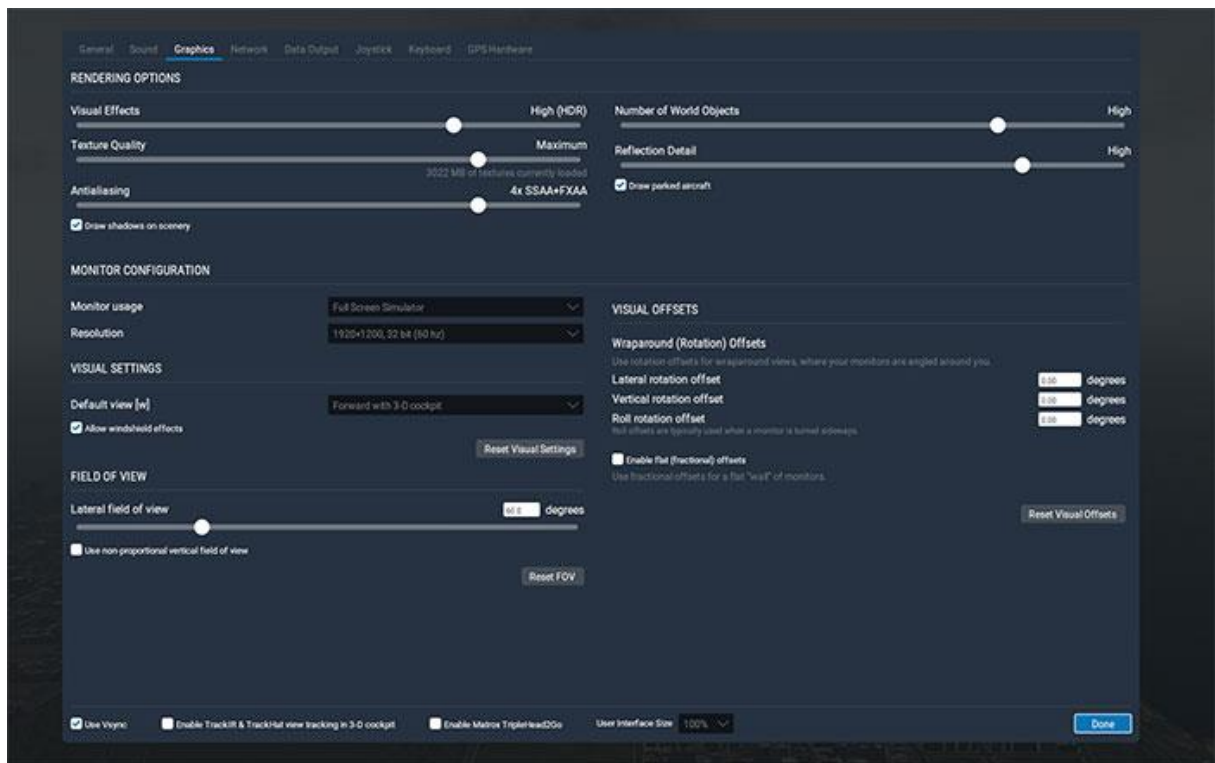 General Sound Graphics Network Data Output Joystick Keyboard GPS Hardware
RENDERING OPTIONS
Visual Effects High (HDR)
Texture Quality Maximum
3022 MB of textures currently loaded
Antialiasing 4x SSAA+FXAA
Draw shadows on scenery
Number of World Objects High
Reflection Detail High
Draw parked aircraft
MONITOR CONFIGURATION
Monitor usage Full Screen Simulator
Resolution 1920×1200, 32 bit (60 hz)
VISUAL SETTINGS
Default view [w] Forward with 3-D cockpit
Allow windshield effects
Reset Visual Settings
FIELD OF VIEW
Lateral field of view degrees
Use non-proportional vertical field of view
Reset FOV
VISUAL OFFSETS
Wraparound (Rotation) Offsets
Use rotation offsets for wraparound views, where your monitors are angled around you.
Lateral rotation offset 0.00 degrees
Vertical rotation offset 0.00 degrees
Roll rotation offset 0.00 degrees
Roll offsets are typically used when a monitor is turned sideways.
Enable flat (fractional) offsets
Use fractional offsets for a flat "wall" of monitors.
Reset Visual Offsets
Use Vsync Enable TrackIR & TrackHat view tracking in 3-D cockpit Enable Matrox TripleHead2Go User Interface Size 100% Done